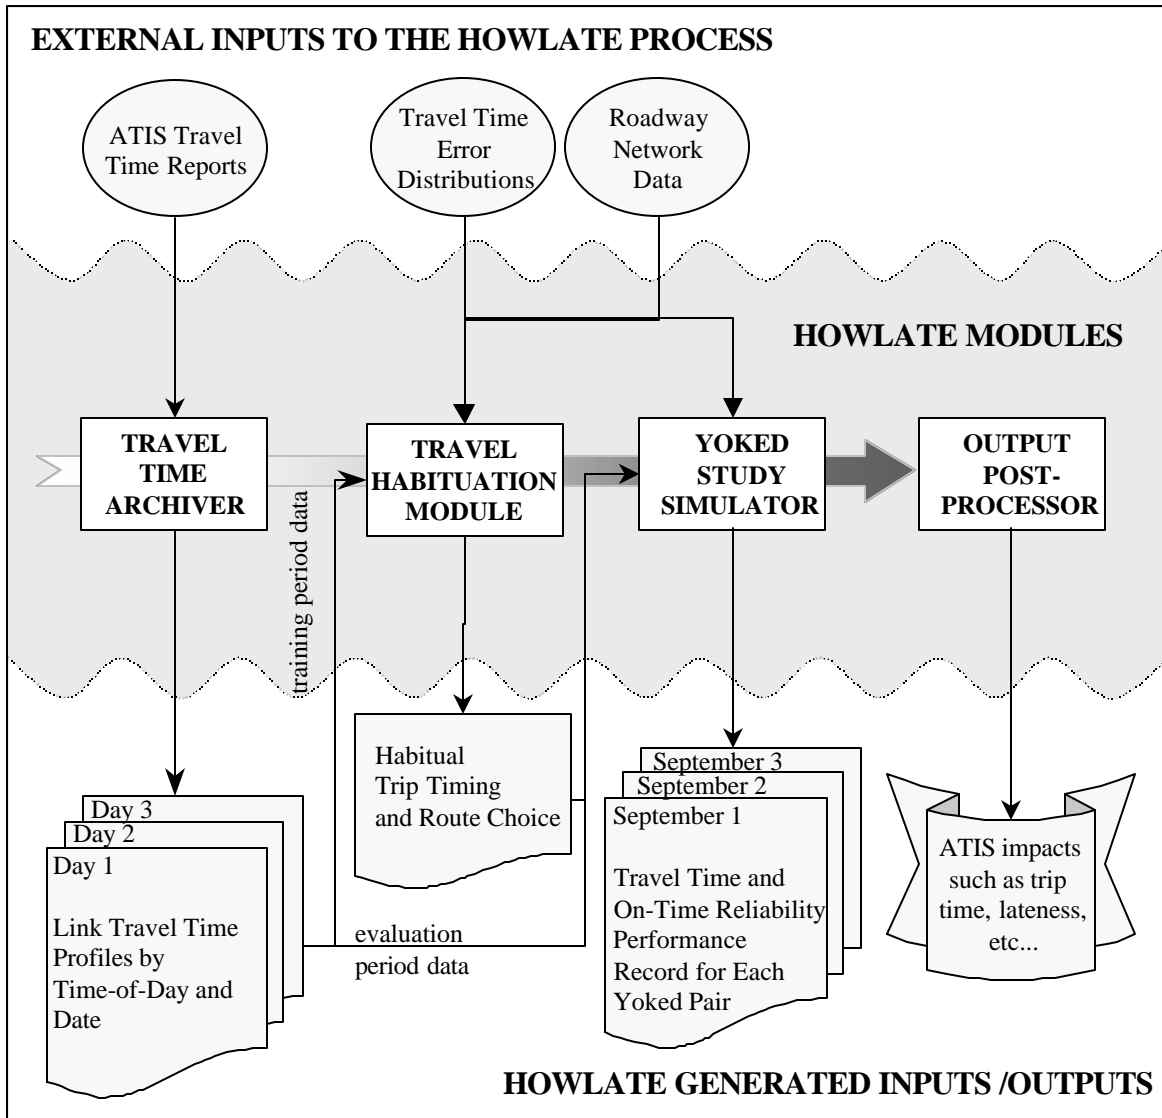 EXTERNAL INPUTS TO THE HOWLATE PROCESS
ATIS Travel
Time Reports
Travel Time
Error
Distributions
Roadway
Network
Data
HOWLATE MODULES
TRAVEL
TIME
ARCHIVER
TRAVEL
HABITUATION
MODULE
YOKED
STUDY
SIMULATOR
OUTPUT
POST-
PROCESSOR
training period data
Habitual
Trip Timing
and Route Choice
Day 3
Day 2
Day 1
Link Travel Time
Profiles by
Time-of-Day and
Date
evaluation
period data
September 3
September 2
September 1
Travel Time and
On-Time Reliability
Performance
Record for Each
Yoked Pair
ATIS impacts
such as trip
time, lateness,
etc...
HOWLATE GENERATED INPUTS /OUTPUTS